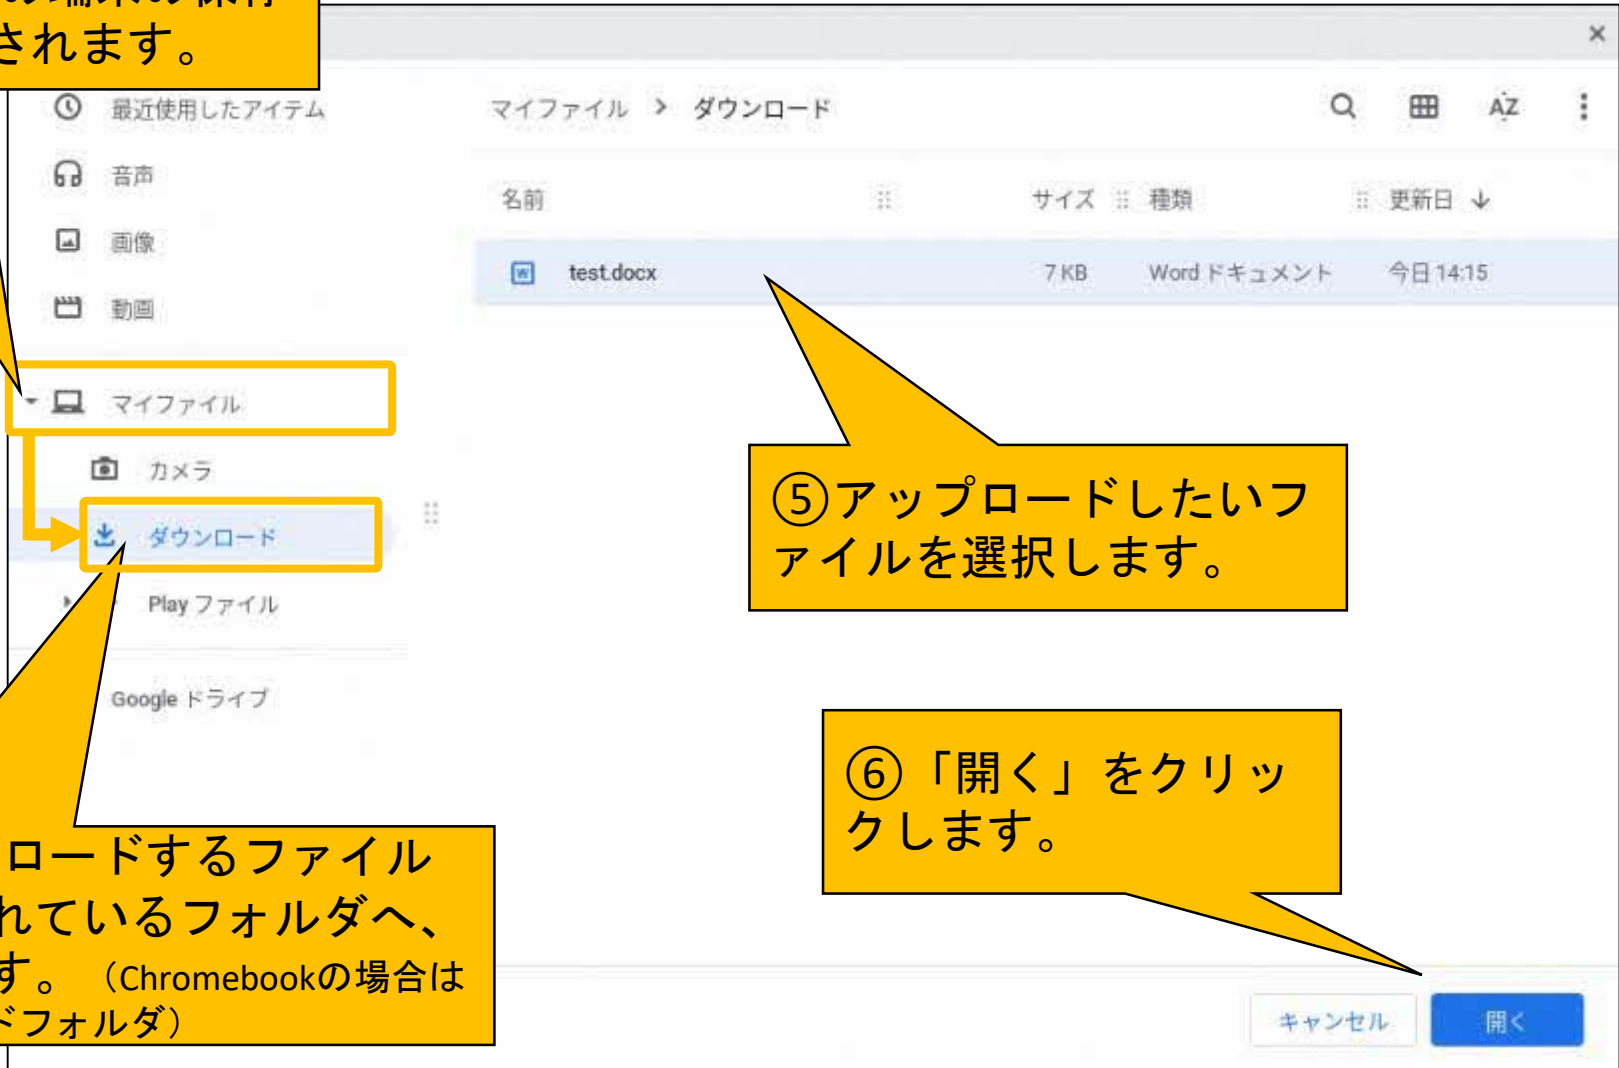 されます。
最近使用したアイテム
音声
画像
動画
マイファイル
カメラ
ダウンロード
Play ファイル
Google ドライブ
マイファイル > ダウンロード
AZ
名前 サイズ 種類 更新日
test.docx 7 KB Word ドキュメント 今日 14:15
⑤アップロードしたいフ
ァイルを選択します。
⑥「開く」をクリッ
クします。
ロードするファイル
れているフォルダへ、
す。（Chromebookの場合は
ドフォルダ）
キャンセル 開く